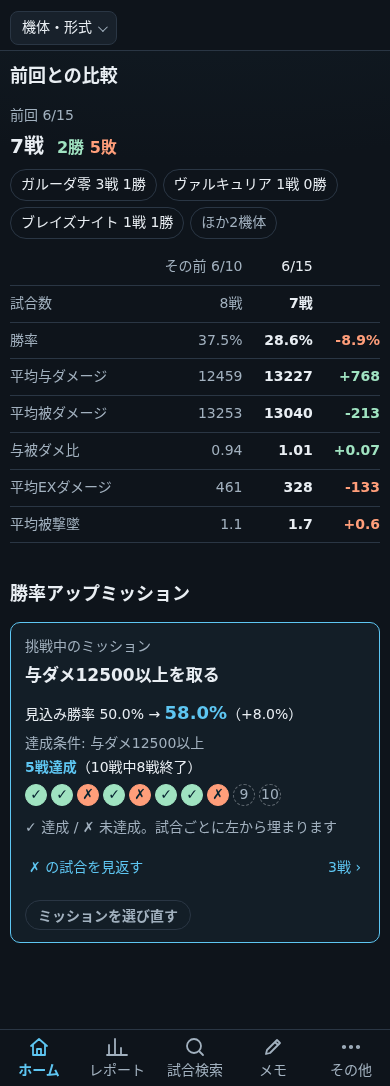 機体・形式
前回との比較
前回 6/15
7戦 2勝 5敗
ガルーダ零 3戦 1勝 ヴァルキュリア 1戦 0勝
ブレイズナイト 1戦 1勝 ほか2機体
その前 6/10 6/15
試合数 8戦 7戦
勝率 37.5% 28.6% -8.9%
平均与ダメージ 12459 13227 +768
平均被ダメージ 13253 13040 -213
与被ダメ比 0.94 1.01 +0.07
平均EXダメージ 461 328 -133
平均被撃墜 1.1 1.7 +0.6
勝率アップミッション
挑戦中のミッション
与ダメ12500以上を取る
見込み勝率 50.0% → 58.0%（+8.0%）
達成条件: 与ダメ12500以上
5戦達成（10戦中8戦終了）
✓ ✓ ✗ ✓ ✗ ✓ ✓ ✗ 9 10
✓ 達成 / ✗ 未達成。試合ごとに左から埋まります
✗ の試合を見返す 3戦 ›
ミッションを選び直す
ホーム レポート 試合検索 メモ その他